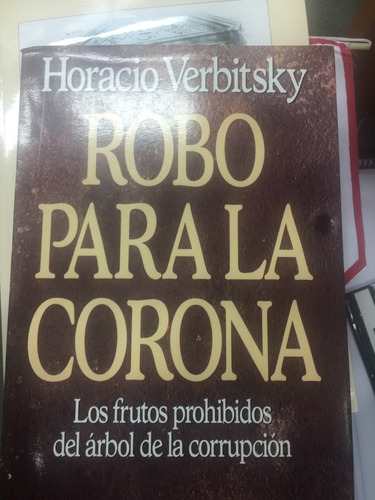 Horacio Verbitsky
ROBO
PARA LA
CORONA
Los frutos prohibidos
del árbol de la corrupción